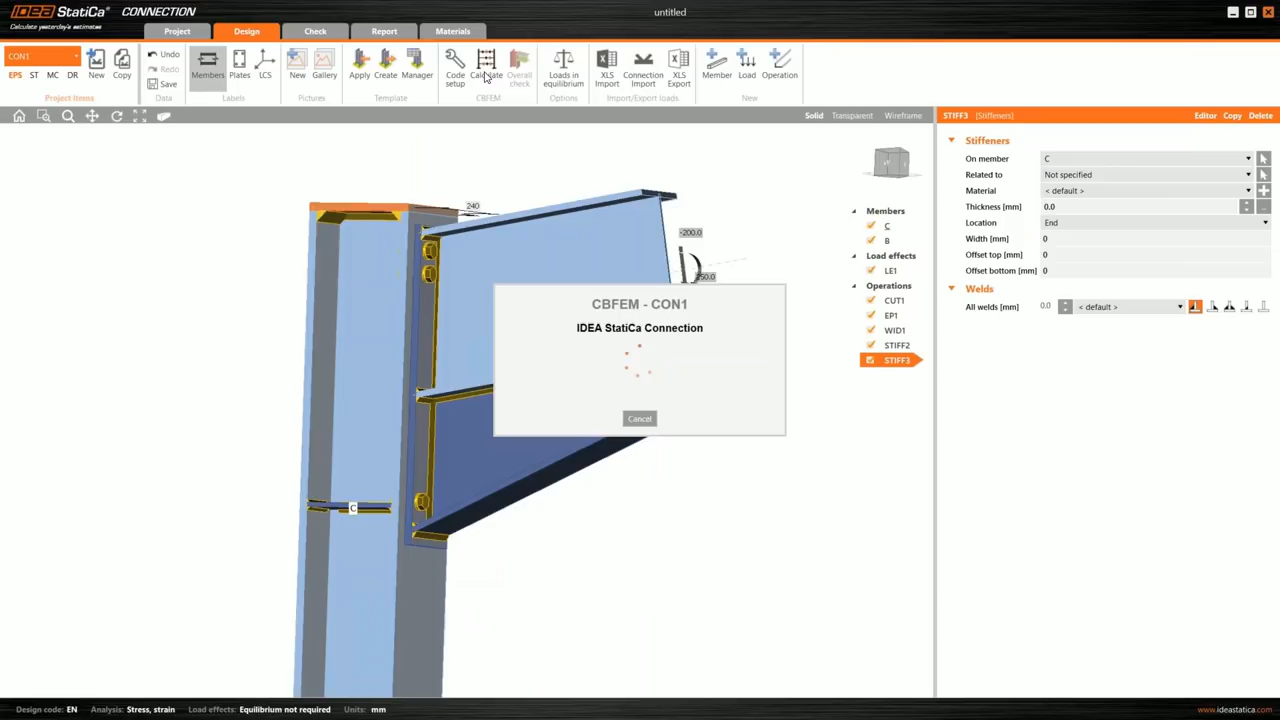 IDEA StatiCa® CONNECTION
Calculate yesterday's estimates
untitled
Project Design Check Report Materials
CON1
EPS ST MC DR
New Copy
Undo
Redo
Save
Members Plates LCS
New Gallery
Apply Create Manager
Code setup Calculate Overall check
Loads in equilibrium
XLS Import Connection Import XLS Export
Member Load Operation
Project items Data Labels Pictures Template CBFEM Options Import/Export loads New
Solid Transparent Wireframe
STIFF3 [Stiffeners] Editor Copy Delete
Stiffeners
On member C
Related to Not specified
Material < default >
Thickness [mm] 0.0
Location End
Width [mm] 0
Offset top [mm] 0
Offset bottom [mm] 0
Welds
All welds [mm] 0.0 < default >
Members
C
B
Load effects
LE1
Operations
CUT1
EP1
WID1
STIFF2
STIFF3
240
-200.0
C
CBFEM - CON1
IDEA StatiCa Connection
Cancel
Design code: EN Analysis: Stress, strain Load effects: Equilibrium not required Units: mm
www.ideastatica.com